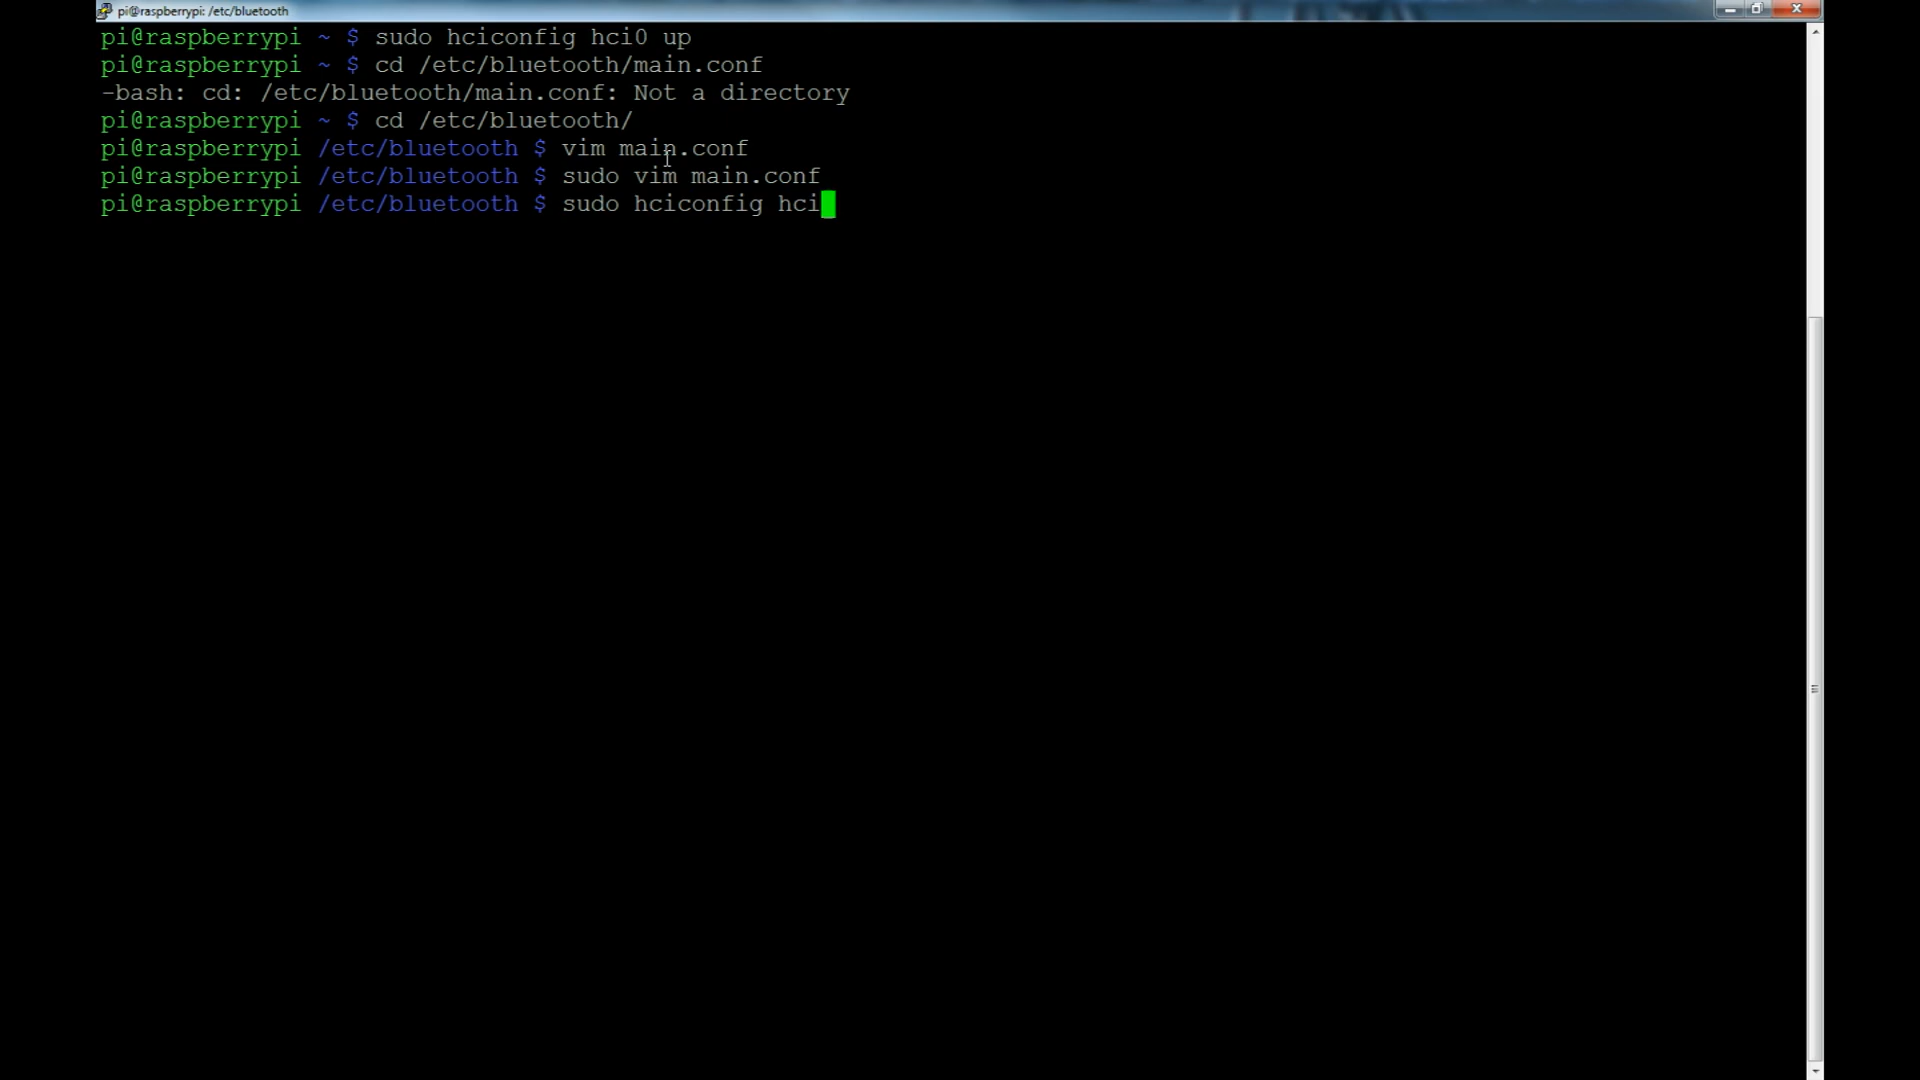 pi@raspberrypi: /etc/bluetooth
pi@raspberrypi ~ $ sudo hciconfig hci0 up
pi@raspberrypi ~ $ cd /etc/bluetooth/main.conf
-bash: cd: /etc/bluetooth/main.conf: Not a directory
pi@raspberrypi ~ $ cd /etc/bluetooth/
pi@raspberrypi /etc/bluetooth $ vim main.conf
pi@raspberrypi /etc/bluetooth $ sudo vim main.conf
pi@raspberrypi /etc/bluetooth $ sudo hciconfig hci